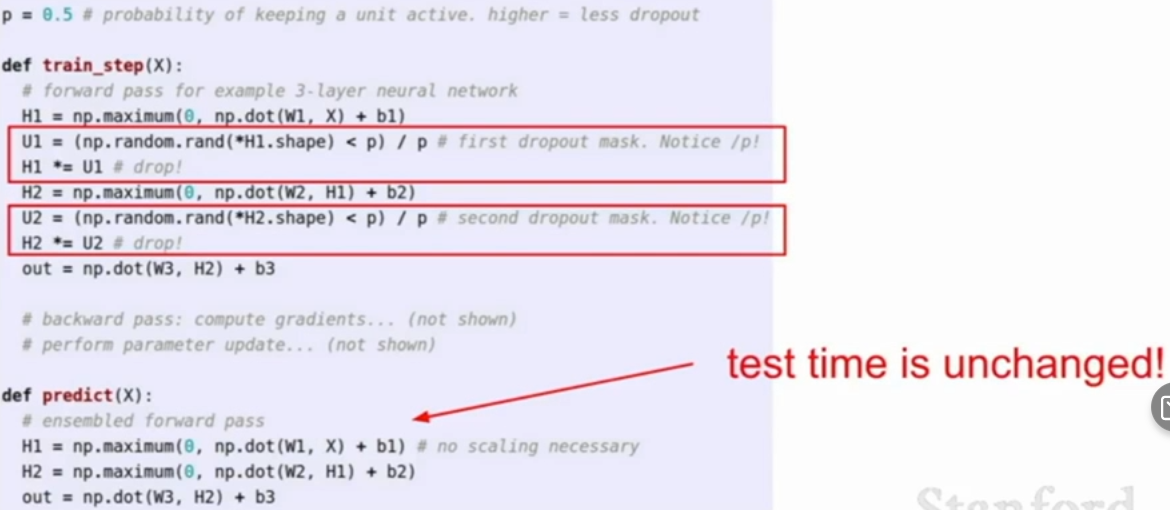 p = 0.5 # probability of keeping a unit active. higher = less dropout
def train_step(X):
# forward pass for example 3-layer neural network
H1 = np.maximum(0, np.dot(W1, X) + b1)
U1 = (np.random.rand(*H1.shape) < p) / p # first dropout mask. Notice /p!
H1 *= U1 # drop!
H2 = np.maximum(0, np.dot(W2, H1) + b2)
U2 = (np.random.rand(*H2.shape) < p) / p # second dropout mask. Notice /p!
H2 *= U2 # drop!
out = np.dot(W3, H2) + b3
# backward pass: compute gradients... (not shown)
# perform parameter update... (not shown)
test time is unchanged!
def predict(X):
# ensembled forward pass
H1 = np.maximum(0, np.dot(W1, X) + b1) # no scaling necessary
H2 = np.maximum(0, np.dot(W2, H1) + b2)
out = np.dot(W3, H2) + b3
Stanford